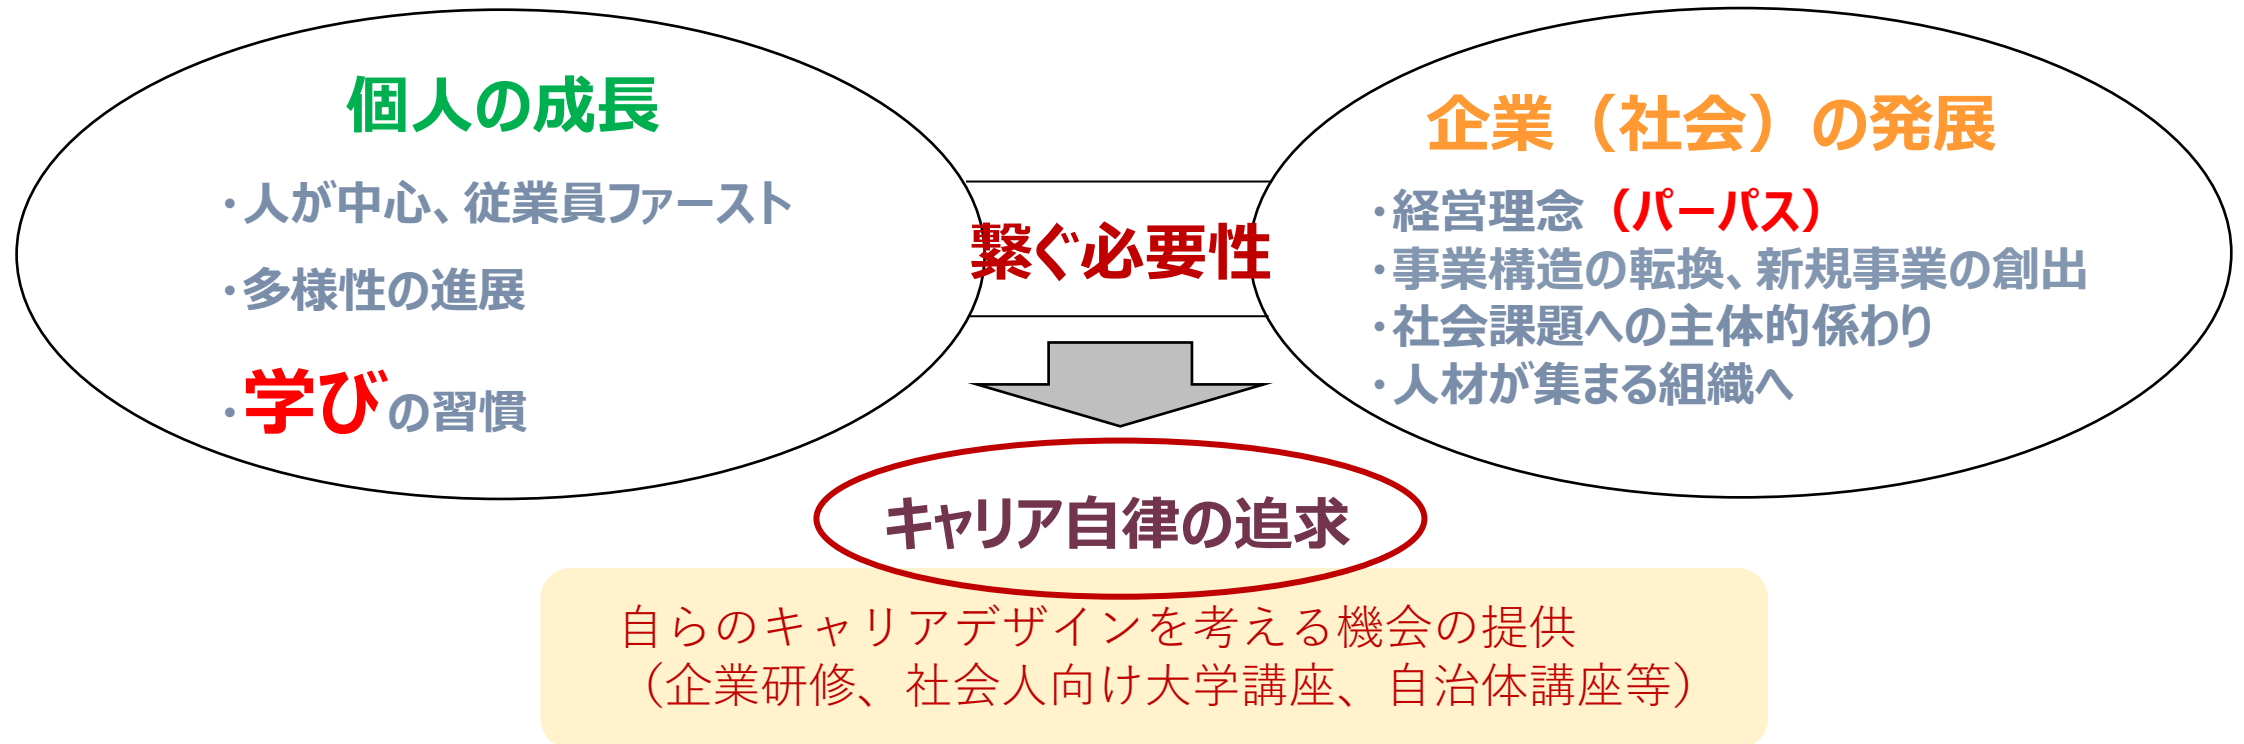 個人の成長
・人が中心、従業員ファースト
・多様性の進展
・学びの習慣
繋ぐ必要性
企業（社会）の発展
・経営理念（パーパス）
・事業構造の転換、新規事業の創出
・社会課題への主体的係わり
・人材が集まる組織へ
キャリア自律の追求
自らのキャリアデザインを考える機会の提供
（企業研修、社会人向け大学講座、自治体講座等）